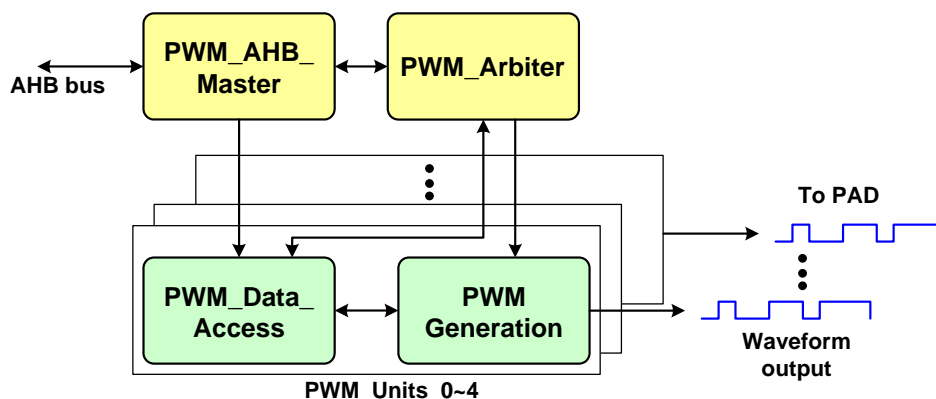 PWM_AHB_
Master
PWM_Arbiter
AHB bus
To PAD
PWM_Data_
Access
PWM
Generation
Waveform
output
PWM Units 0~4